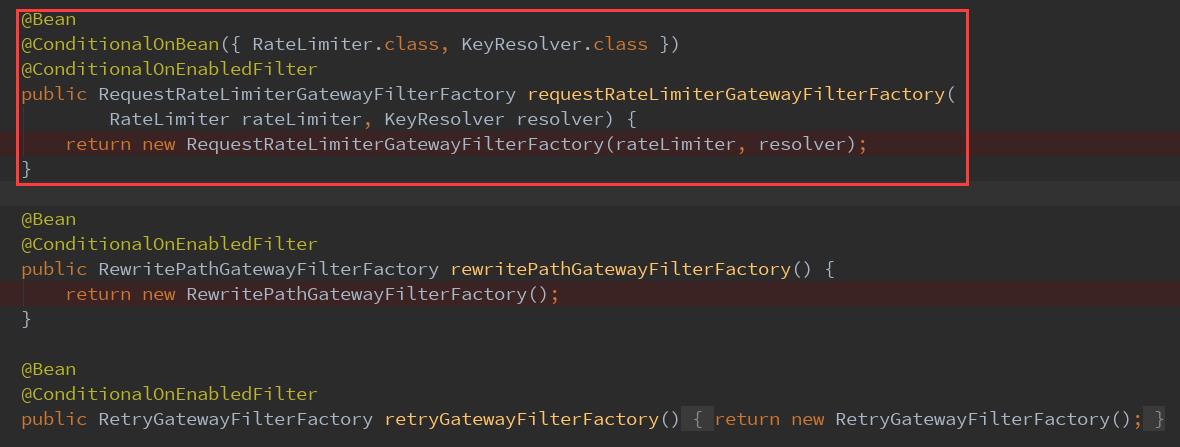 @Bean
@ConditionalOnBean({ RateLimiter.class, KeyResolver.class })
@ConditionalOnEnabledFilter
public RequestRateLimiterGatewayFilterFactory requestRateLimiterGatewayFilterFactory(
        RateLimiter rateLimiter, KeyResolver resolver) {
    return new RequestRateLimiterGatewayFilterFactory(rateLimiter, resolver);
}
@Bean
@ConditionalOnEnabledFilter
public RewritePathGatewayFilterFactory rewritePathGatewayFilterFactory() {
    return new RewritePathGatewayFilterFactory();
}
@Bean
@ConditionalOnEnabledFilter
public RetryGatewayFilterFactory retryGatewayFilterFactory() { return new RetryGatewayFilterFactory(); }